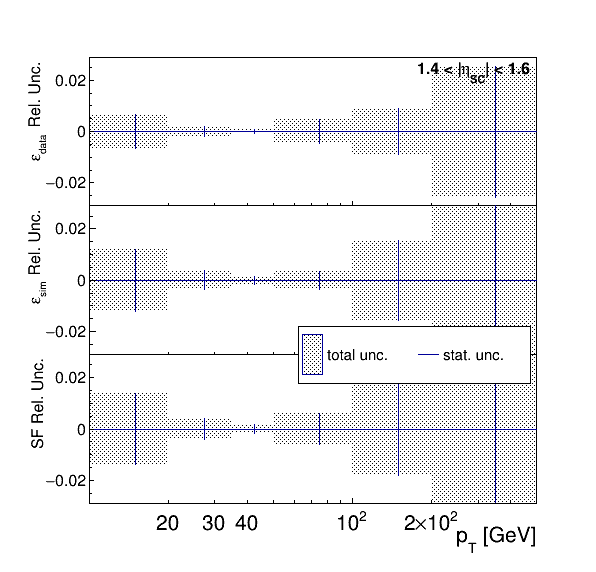 1.4 < |η_SC| < 1.6
ε_data Rel. Unc.
0.02
0
−0.02
ε_sim Rel. Unc.
0.02
0
−0.02
total unc. stat. unc.
SF Rel. Unc.
0.02
0
−0.02
20 30 40 10² 2×10²
p_T [GeV]